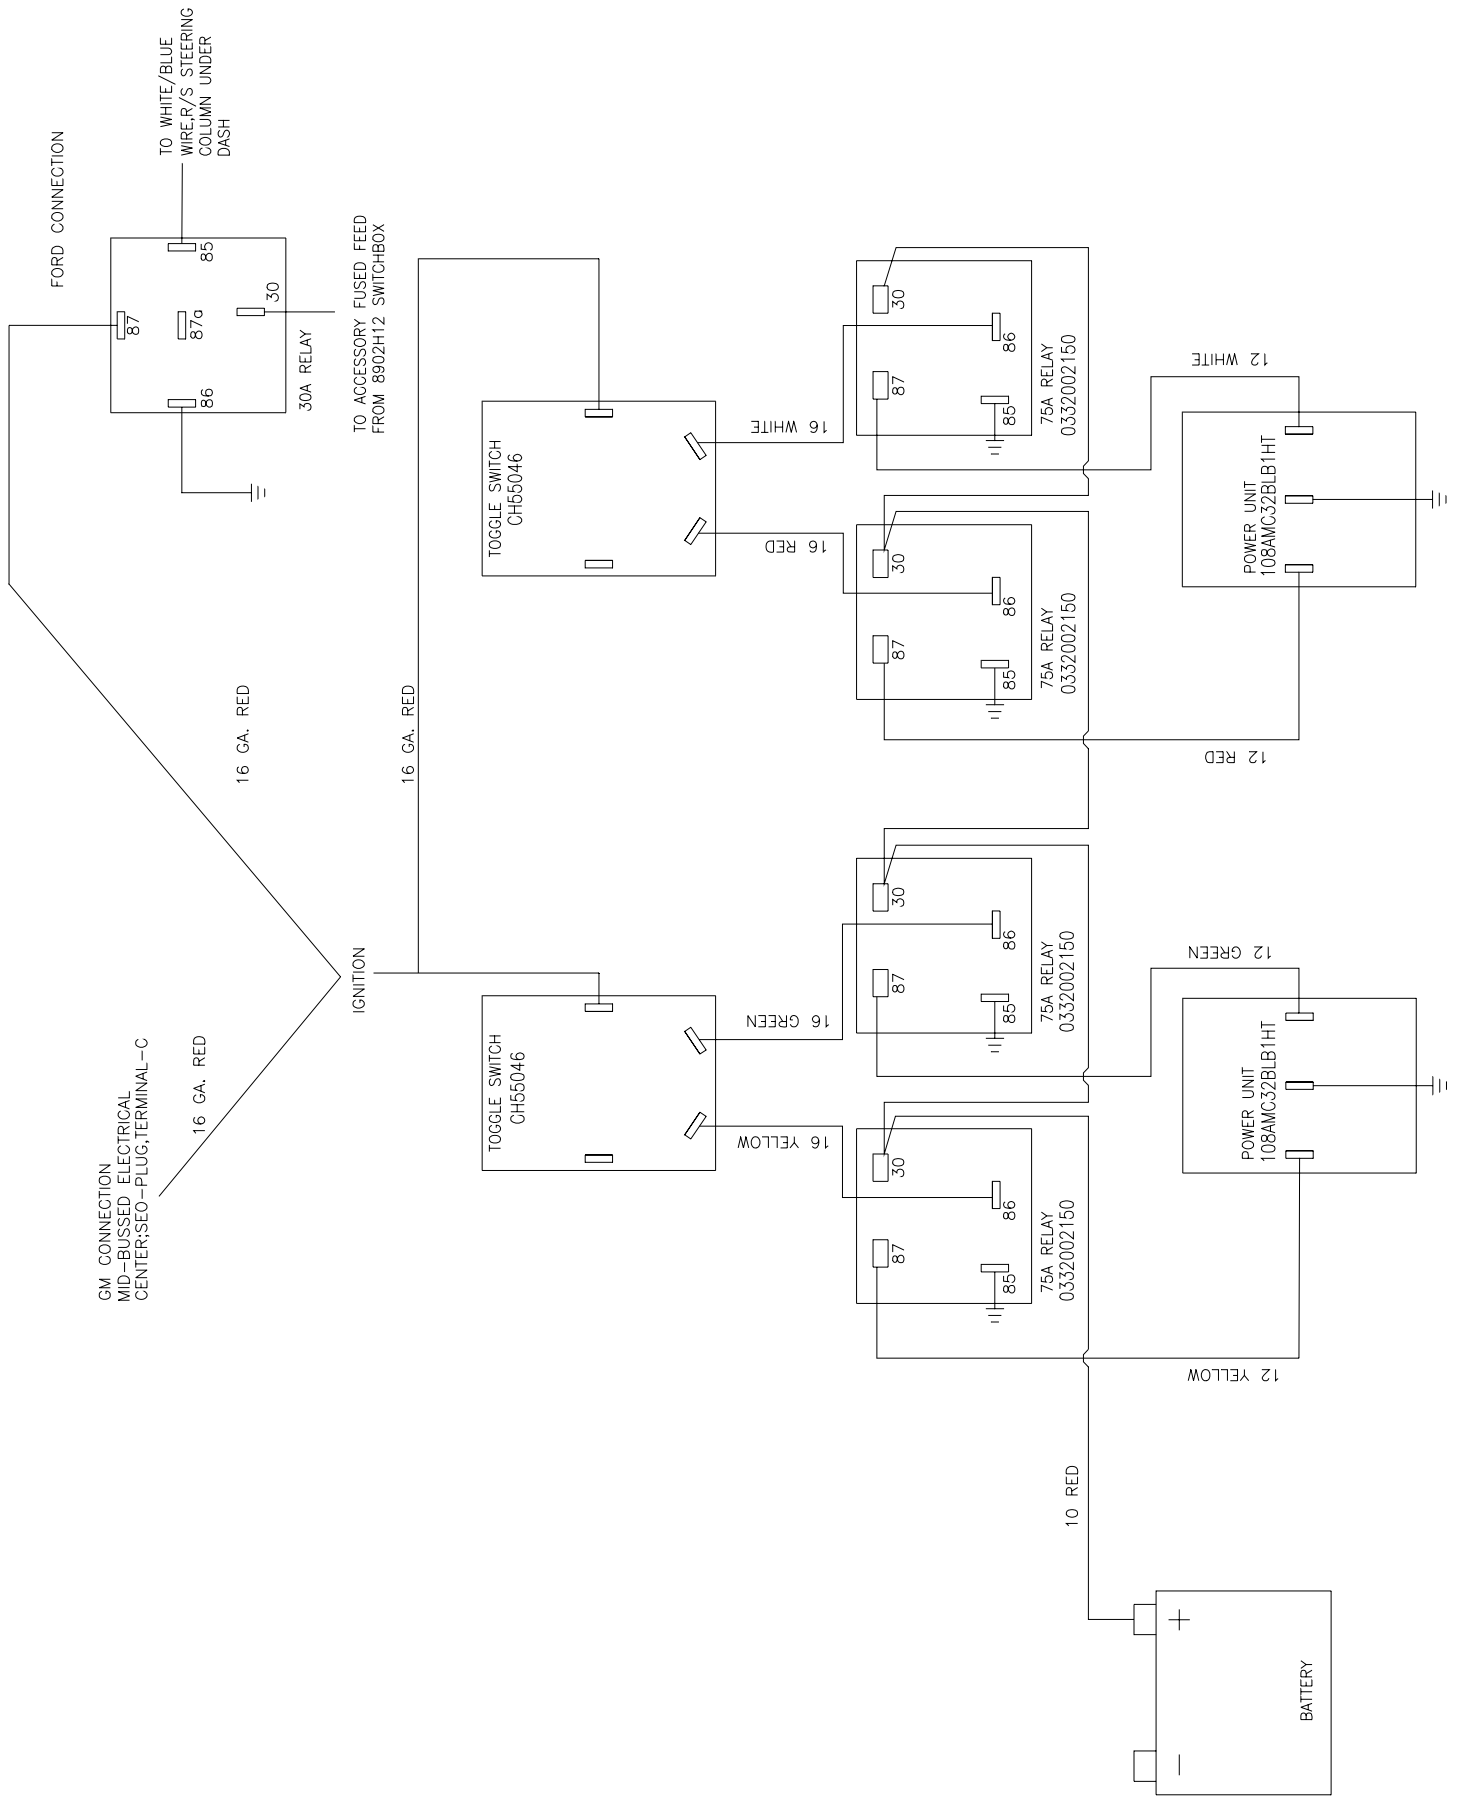 FORD CONNECTION
TO WHITE/BLUE
WIRE,R/S STEERING
COLUMN UNDER
DASH
87
87a
85
86
30
30A RELAY
TO ACCESSORY FUSED FEED
FROM 8902H12 SWITCHBOX
GM CONNECTION
MID-BUSSED ELECTRICAL
CENTER;SEO-PLUG,TERMINAL-C
16 GA. RED
16 GA. RED
IGNITION
16 GA. RED
TOGGLE SWITCH
CH55046
TOGGLE SWITCH
CH55046
16 YELLOW
16 GREEN
16 RED
16 WHITE
87
30
85
86
75A RELAY
0332002150
87
30
85
86
75A RELAY
0332002150
87
30
85
86
75A RELAY
0332002150
87
30
85
86
75A RELAY
0332002150
12 YELLOW
12 GREEN
12 RED
12 WHITE
POWER UNIT
108AMC32BLB1HT
POWER UNIT
108AMC32BLB1HT
10 RED
- +
BATTERY